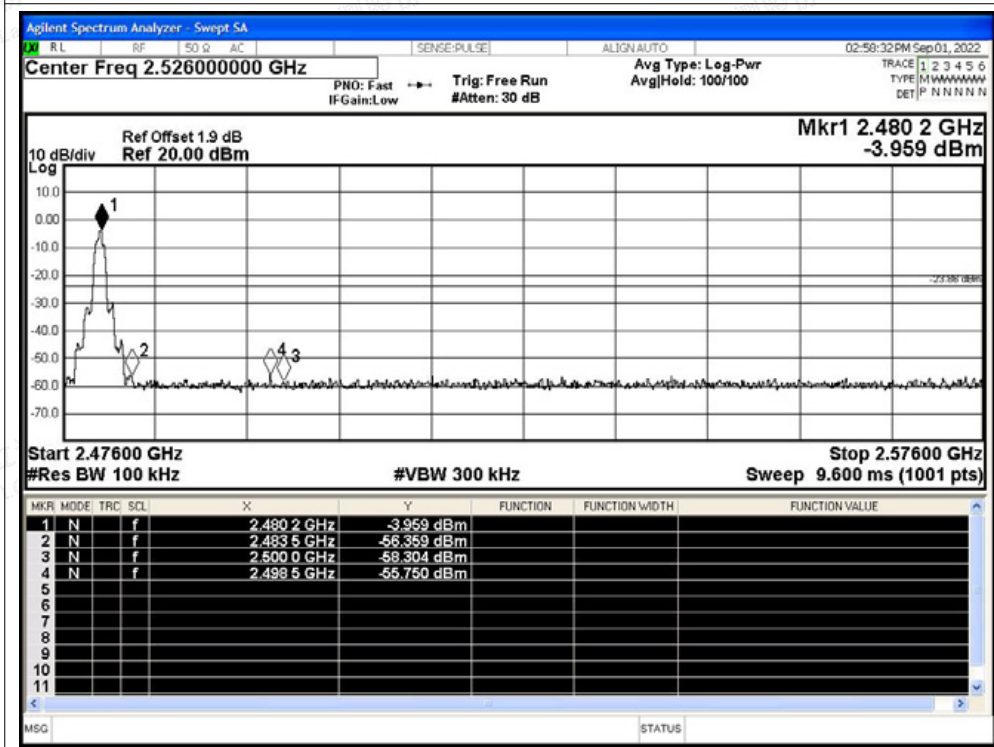 Agilent Spectrum Analyzer - Swept SA
RL RF 50 Ω AC SENSE:PULSE ALIGN AUTO 02:58:32 PM Sep 01, 2022
Center Freq 2.526000000 GHz
PNO: Fast
IFGain:Low
Trig: Free Run
#Atten: 30 dB
Avg Type: Log-Pwr
Avg|Hold: 100/100
TRACE 1 2 3 4 5 6
TYPE M W W W W W
DET P N N N N N
Ref Offset 1.9 dB
10 dB/div Ref 20.00 dBm
Log
Mkr1 2.480 2 GHz
-3.959 dBm
10.0
0.00
-10.0
-20.0
-30.0
-40.0
-50.0
-60.0
-70.0
1
-23.86 dBm
2
4
3
Start 2.47600 GHz Stop 2.57600 GHz
#Res BW 100 kHz #VBW 300 kHz Sweep 9.600 ms (1001 pts)
MKR MODE TRC SCL X Y FUNCTION FUNCTION WIDTH FUNCTION VALUE
1 N f 2.480 2 GHz -3.959 dBm
2 N f 2.483 5 GHz -56.359 dBm
3 N f 2.500 0 GHz -58.304 dBm
4 N f 2.498 5 GHz -55.750 dBm
5
6
7
8
9
10
11
MSG STATUS